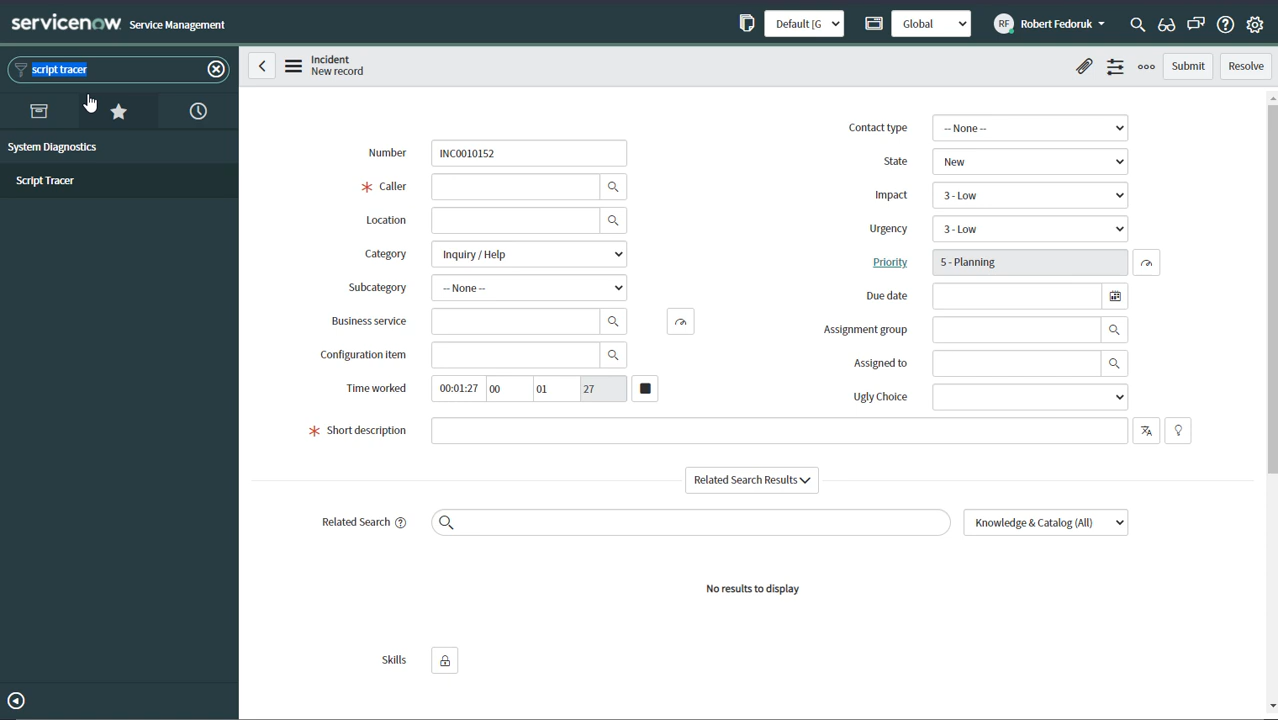 servicenow. Service Management
Default [G
Global
RF Robert Fedoruk
script tracer
System Diagnostics
Script Tracer
Incident
New record
Submit
Resolve
Number INC0010152
Caller
Location
Category Inquiry / Help
Subcategory -- None --
Business service
Configuration item
Time worked 00:01:27 00 01 27
Short description
Contact type -- None --
State New
Impact 3 - Low
Urgency 3 - Low
Priority 5 - Planning
Due date
Assignment group
Assigned to
Ugly Choice
Related Search Results
Related Search Knowledge & Catalog (All)
No results to display
Skills